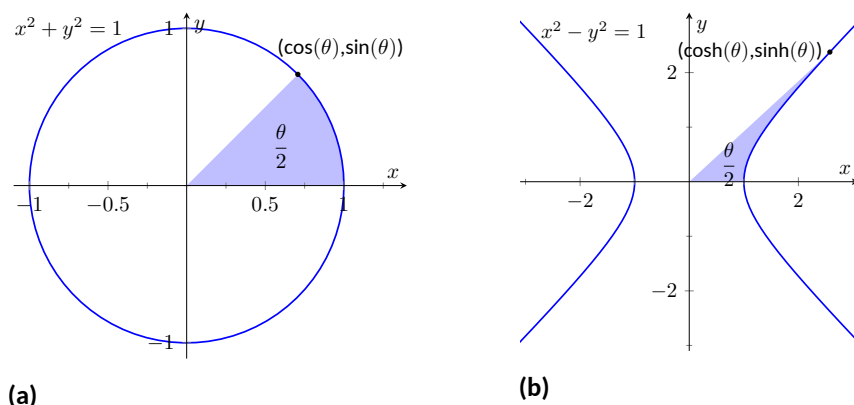 x² + y² = 1
y
1
(cos(θ),sin(θ))
θ/2
x
−1
−0.5
0.5
1
−1
(a)
x² − y² = 1
y
(cosh(θ),sinh(θ))
2
θ/2
x
−2
2
−2
(b)